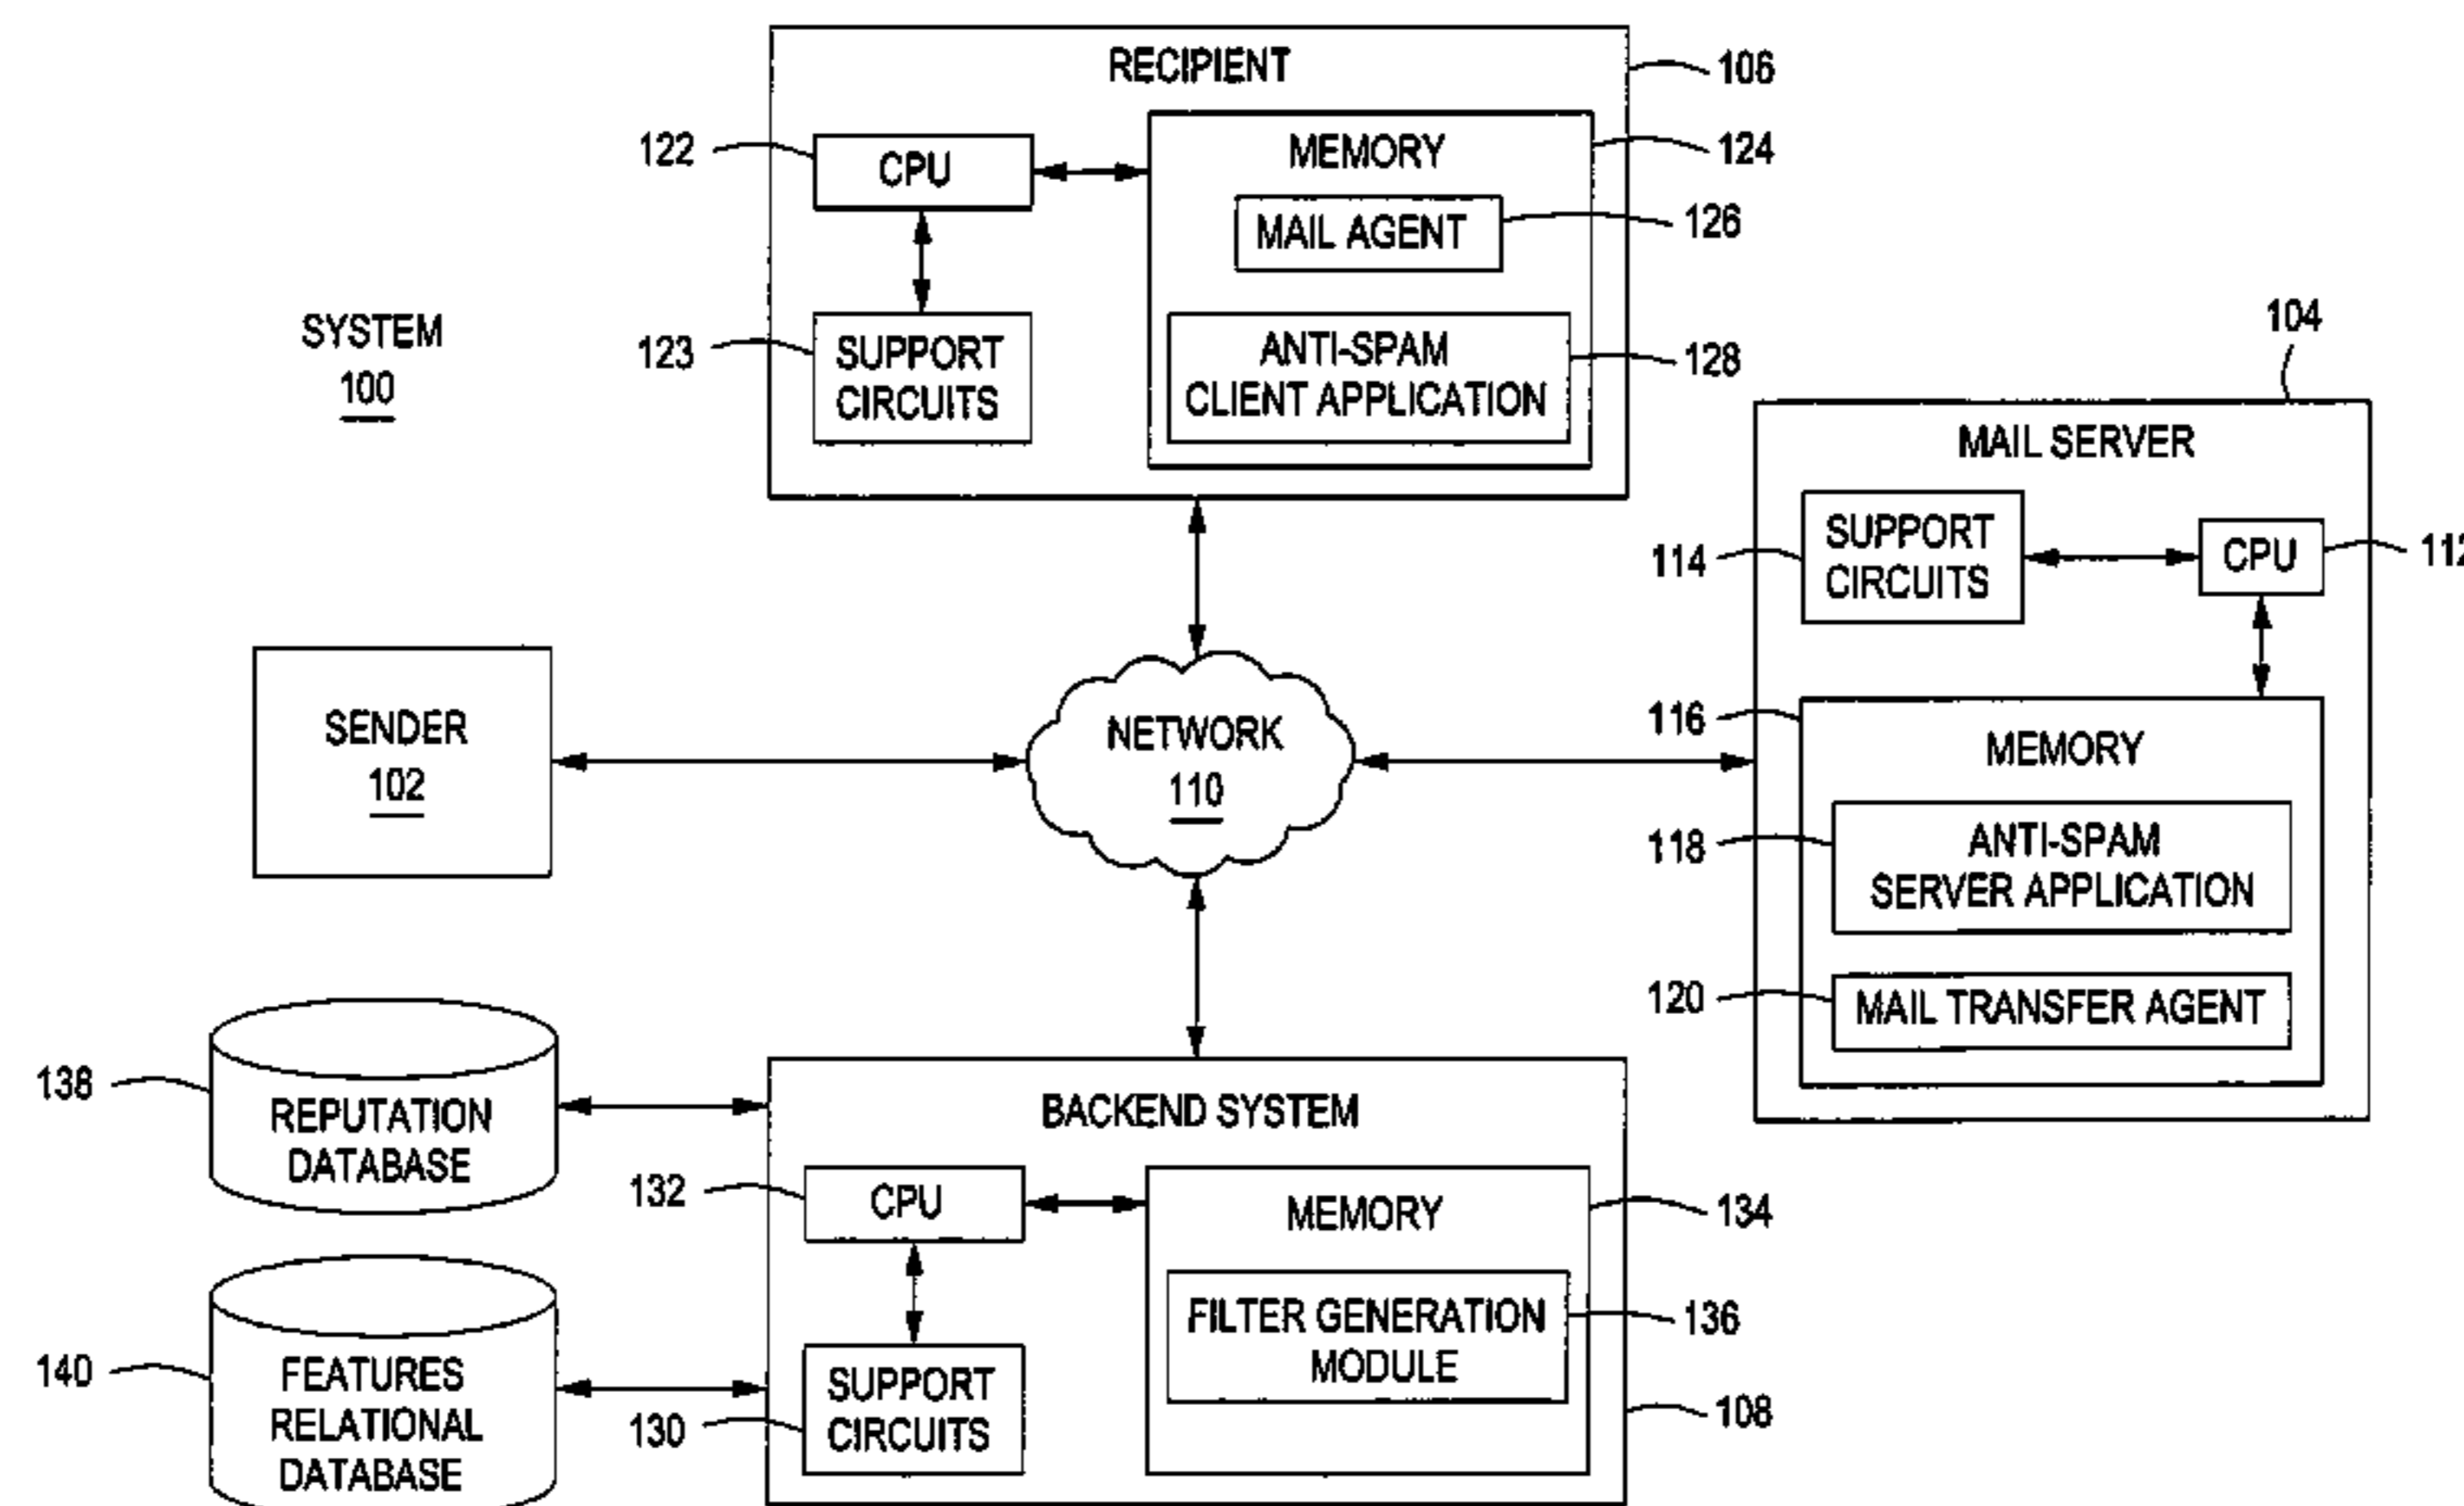 RECIPIENT
106
122
CPU
MEMORY
124
MAIL AGENT
126
123
SUPPORT
CIRCUITS
ANTI-SPAM
CLIENT APPLICATION
128
SYSTEM
100
104
MAIL SERVER
114
SUPPORT
CIRCUITS
CPU
112
SENDER
102
NETWORK
110
116
MEMORY
118
ANTI-SPAM
SERVER APPLICATION
120
MAIL TRANSFER AGENT
138
REPUTATION
DATABASE
BACKEND SYSTEM
132
CPU
MEMORY
134
FILTER GENERATION
MODULE
136
140
FEATURES
RELATIONAL
DATABASE
130
SUPPORT
CIRCUITS
108